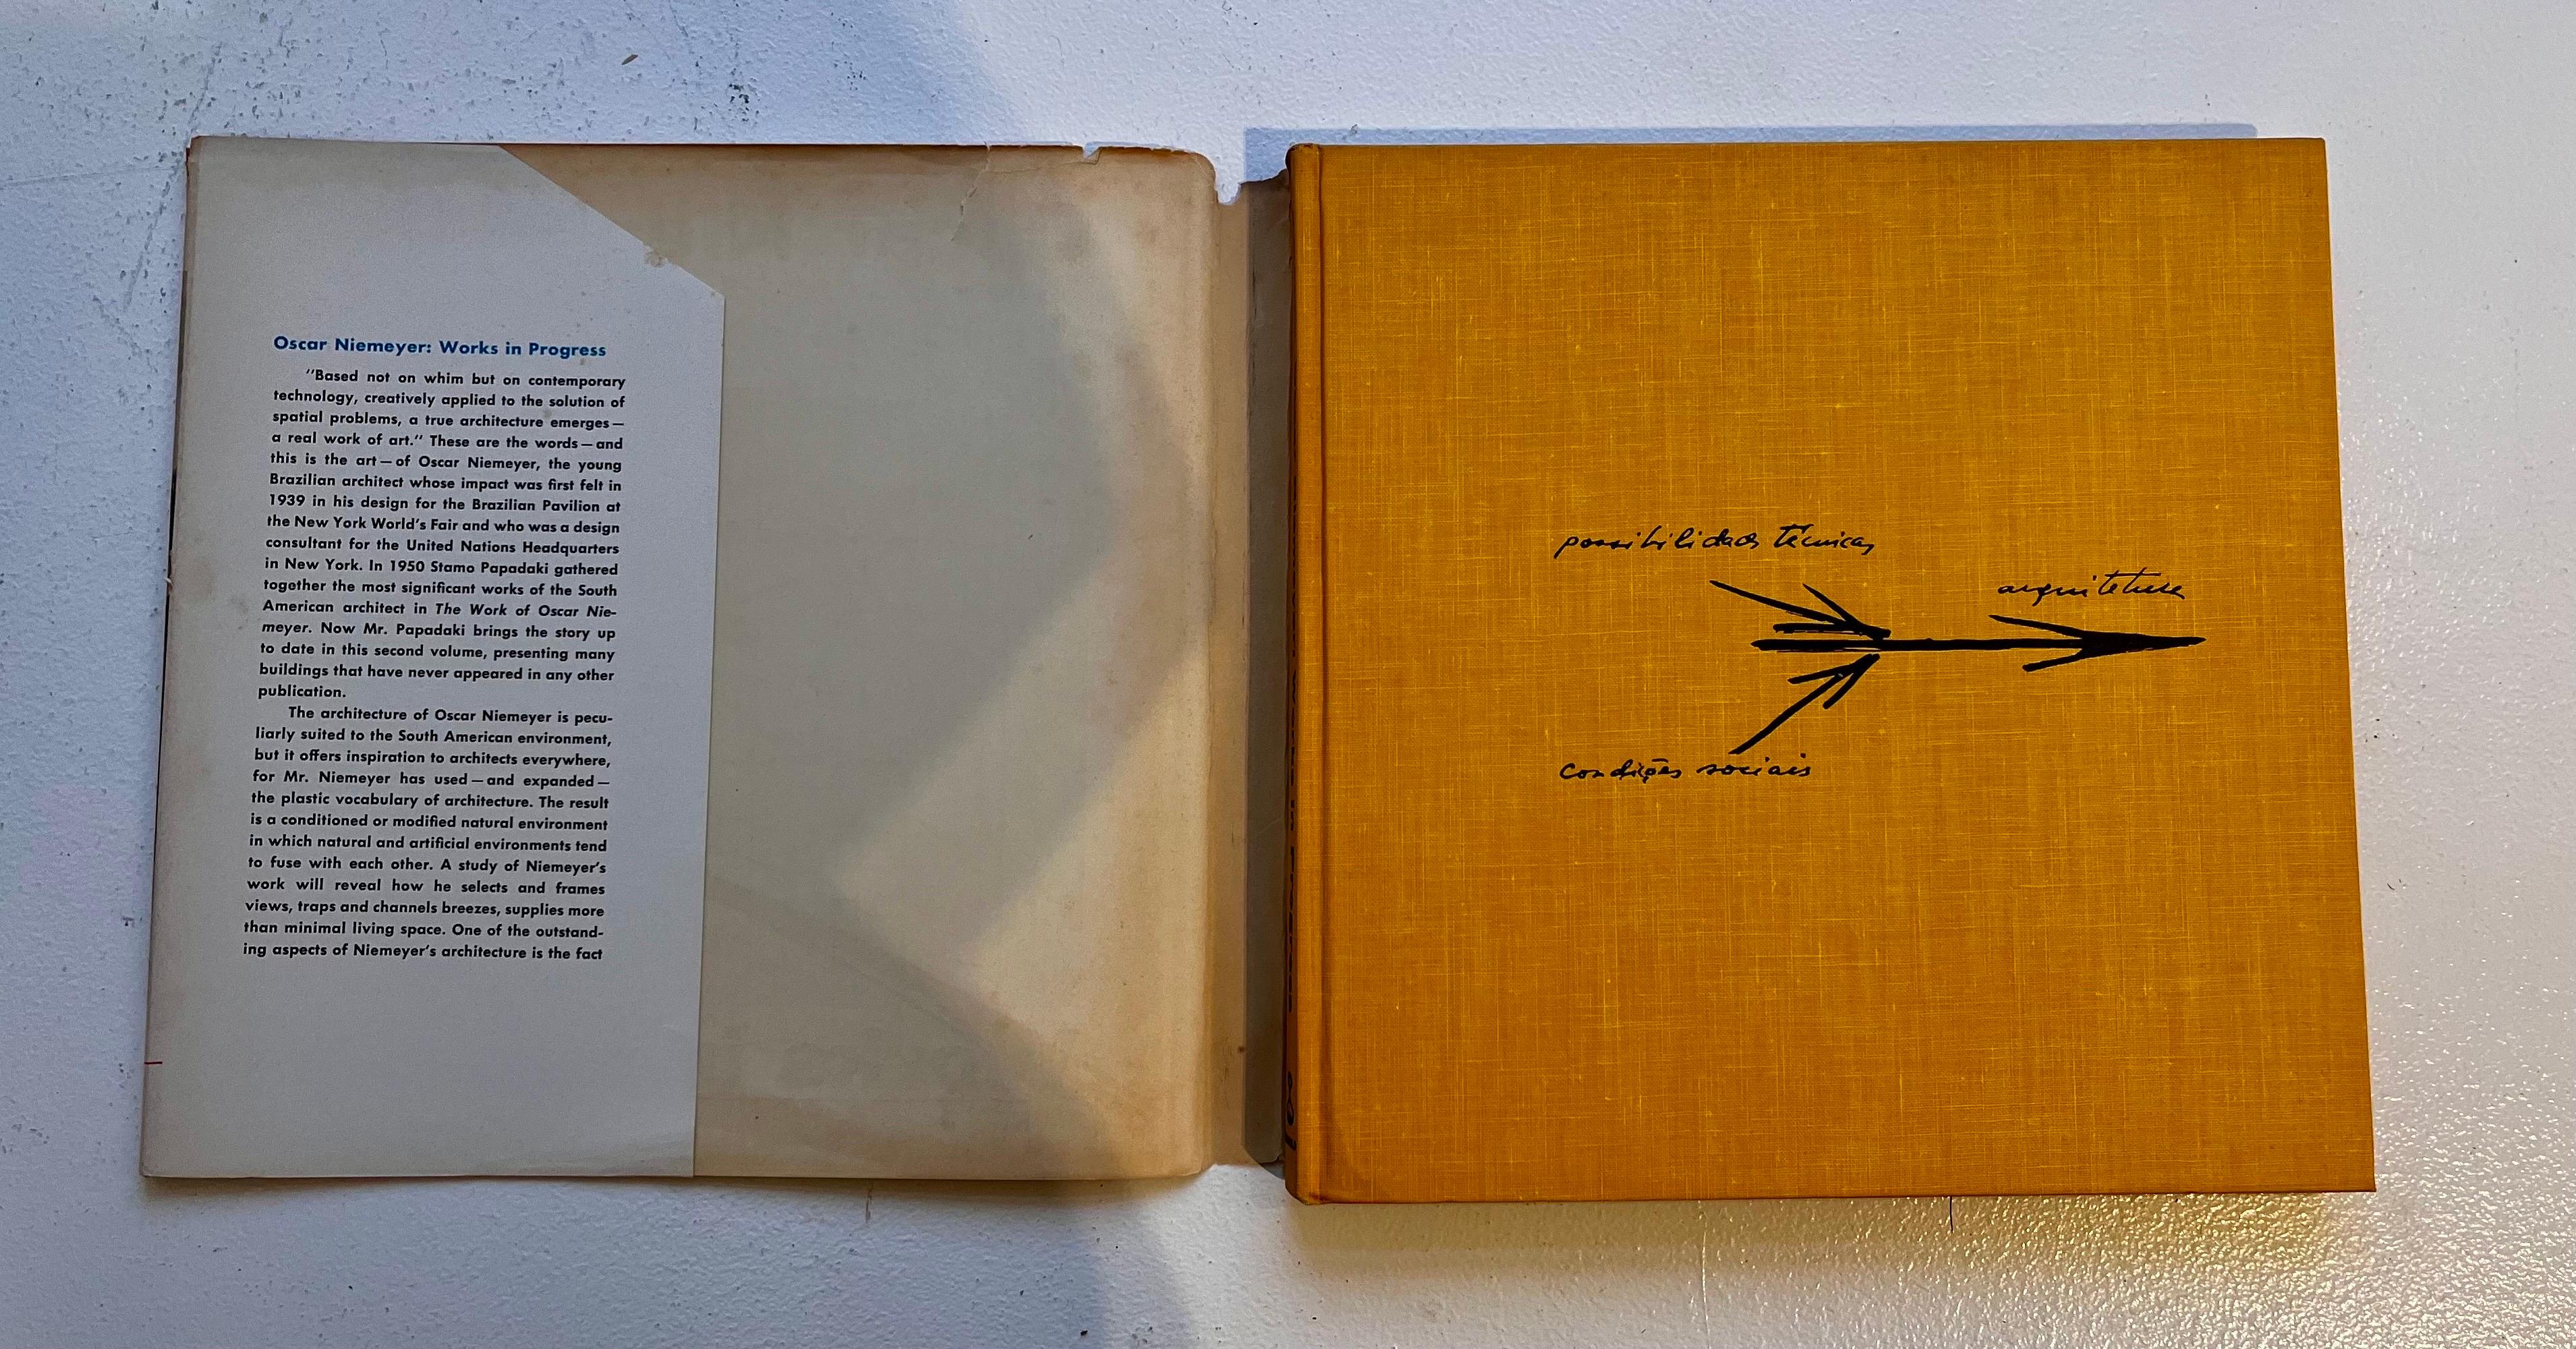 Oscar Niemeyer: Works in Progress
"Based not on whim but on contemporary
technology, creatively applied to the solution of
spatial problems, a true architecture emerges—
a real work of art." These are the words—and
this is the art—of Oscar Niemeyer, the young
Brazilian architect whose impact was first felt in
1939 in his design for the Brazilian Pavilion at
the New York World's Fair and who was a design
consultant for the United Nations Headquarters
in New York. In 1950 Stamo Papadaki gathered
together the most significant works of the South
American architect in The Work of Oscar Nie-
meyer. Now Mr. Papadaki brings the story up
to date in this second volume, presenting many
buildings that have never appeared in any other
publication.
The architecture of Oscar Niemeyer is pecu-
liarly suited to the South American environment,
but it offers inspiration to architects everywhere,
for Mr. Niemeyer has used—and expanded—
the plastic vocabulary of architecture. The result
is a conditioned or modified natural environment
in which natural and artificial environments tend
to fuse with each other. A study of Niemeyer's
work will reveal how he selects and frames
views, traps and channels breezes, supplies more
than minimal living space. One of the outstand-
ing aspects of Niemeyer's architecture is the fact
possibilidades técnicas
arquitetura
condições sociais